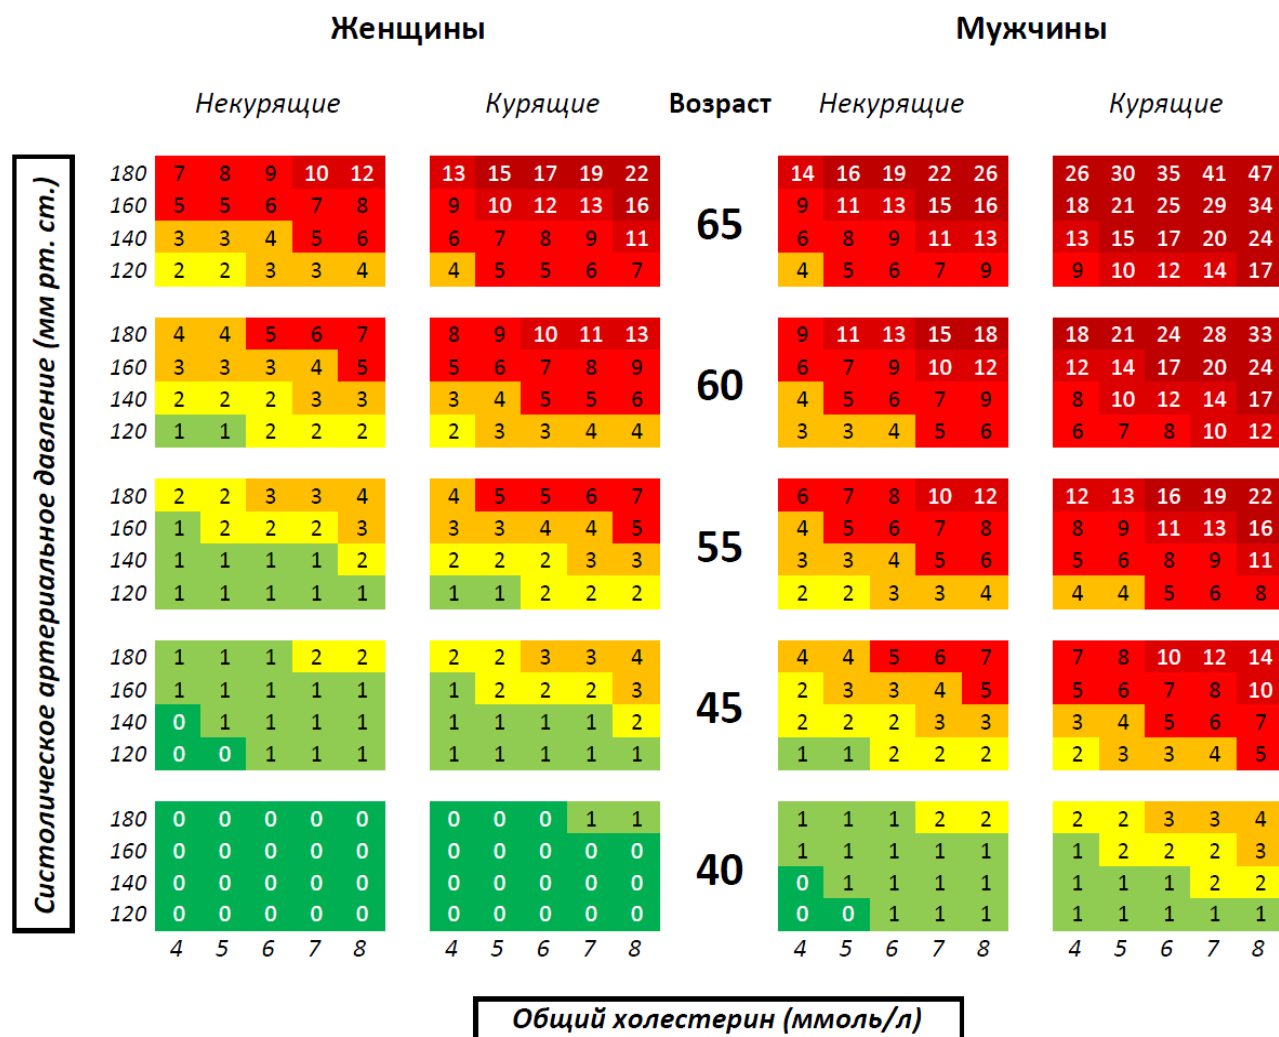 Женщины Мужчины
Некурящие Курящие Возраст Некурящие Курящие
Систолическое артериальное давление (мм рт. ст.)
180 7 8 9 10 12 13 15 17 19 22 14 16 19 22 26 26 30 35 41 47
160 5 5 6 7 8 9 10 12 13 16 9 11 13 15 16 18 21 25 29 34
65
140 3 3 4 5 6 6 7 8 9 11 6 8 9 11 13 13 15 17 20 24
120 2 2 3 3 4 4 5 5 6 7 4 5 6 7 9 9 10 12 14 17
180 4 4 5 6 7 8 9 10 11 13 9 11 13 15 18 18 21 24 28 33
160 3 3 3 4 5 5 6 7 8 9 6 7 9 10 12 12 14 17 20 24
60
140 2 2 2 3 3 3 4 5 5 6 4 5 6 7 9 8 10 12 14 17
120 1 1 2 2 2 2 3 3 4 4 3 3 4 5 6 6 7 8 10 12
180 2 2 3 3 4 4 5 5 6 7 6 7 8 10 12 12 13 16 19 22
160 1 2 2 2 3 3 3 4 4 5 4 5 6 7 8 8 9 11 13 16
55
140 1 1 1 1 2 2 2 2 3 3 3 3 4 5 6 5 6 8 9 11
120 1 1 1 1 1 1 1 2 2 2 2 2 3 3 4 4 4 5 6 8
180 1 1 1 2 2 2 2 3 3 4 4 4 5 6 7 7 8 10 12 14
160 1 1 1 1 1 1 2 2 2 3 2 3 3 4 5 5 6 7 8 10
45
140 0 1 1 1 1 1 1 1 1 2 2 2 2 3 3 3 4 5 6 7
120 0 0 1 1 1 1 1 1 1 1 1 1 2 2 2 2 3 3 4 5
180 0 0 0 0 0 0 0 0 1 1 1 1 1 2 2 2 2 3 3 4
160 0 0 0 0 0 0 0 0 0 0 1 1 1 1 1 1 2 2 2 3
40
140 0 0 0 0 0 0 0 0 0 0 0 1 1 1 1 1 1 1 2 2
120 0 0 0 0 0 0 0 0 0 0 0 0 1 1 1 1 1 1 1 1
4 5 6 7 8 4 5 6 7 8 4 5 6 7 8 4 5 6 7 8
Общий холестерин (ммоль/л)